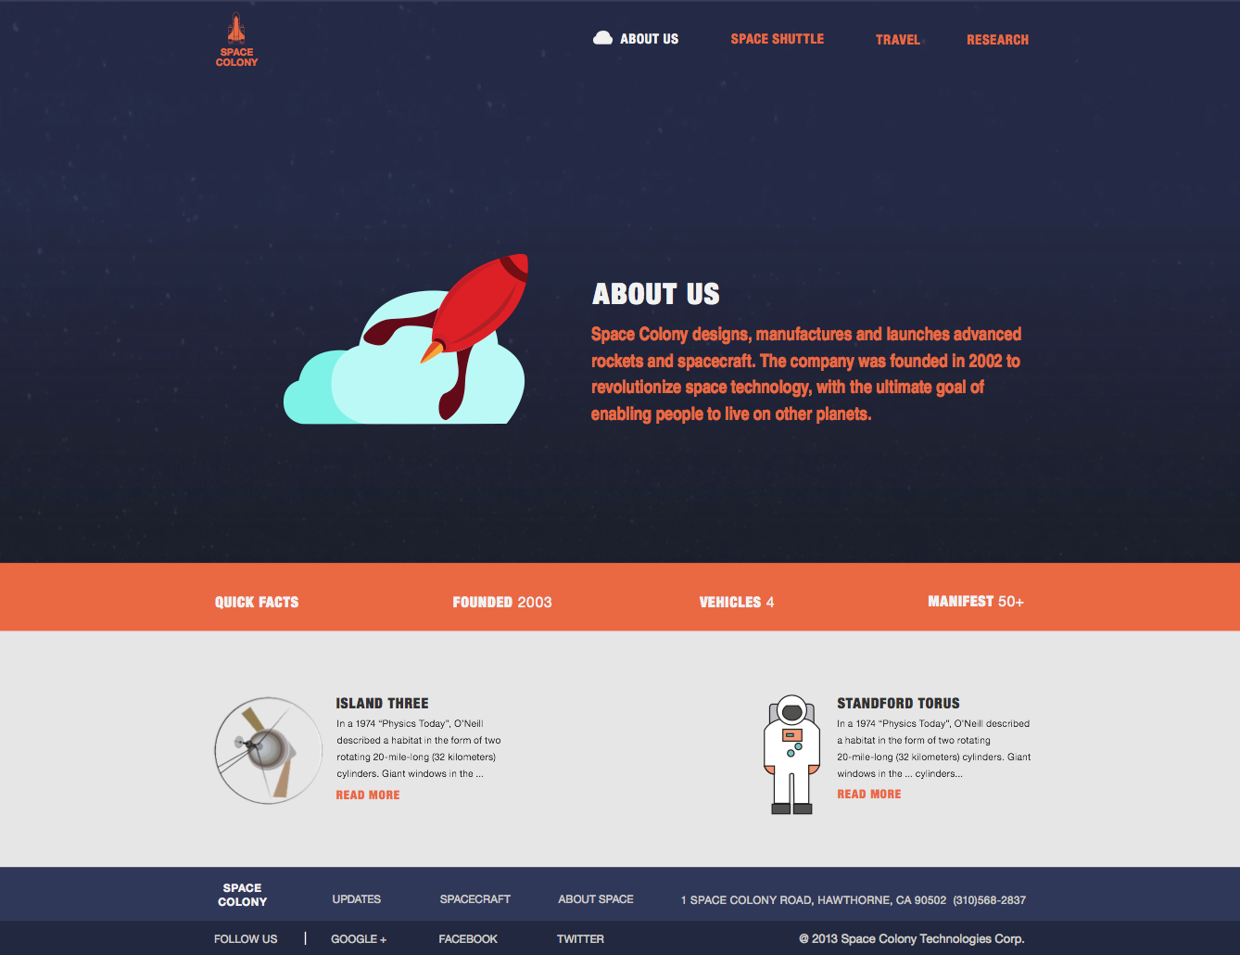 SPACE
COLONY
ABOUT US
SPACE SHUTTLE
TRAVEL
RESEARCH
ABOUT US
Space Colony designs, manufactures and launches advanced
rockets and spacecraft. The company was founded in 2002 to
revolutionize space technology, with the ultimate goal of
enabling people to live on other planets.
QUICK FACTS
FOUNDED 2003
VEHICLES 4
MANIFEST 50+
ISLAND THREE
In a 1974 “Physics Today”, O’Neill
described a habitat in the form of two
rotating 20-mile-long (32 kilometers)
cylinders. Giant windows in the ...
READ MORE
STANDFORD TORUS
In a 1974 “Physics Today”, O’Neill described
a habitat in the form of two rotating
20-mile-long (32 kilometers) cylinders. Giant
windows in the ... cylinders...
READ MORE
SPACE
COLONY
UPDATES
SPACECRAFT
ABOUT SPACE
1 SPACE COLONY ROAD, HAWTHORNE, CA 90502 (310)568-2837
FOLLOW US |
GOOGLE +
FACEBOOK
TWITTER
@ 2013 Space Colony Technologies Corp.